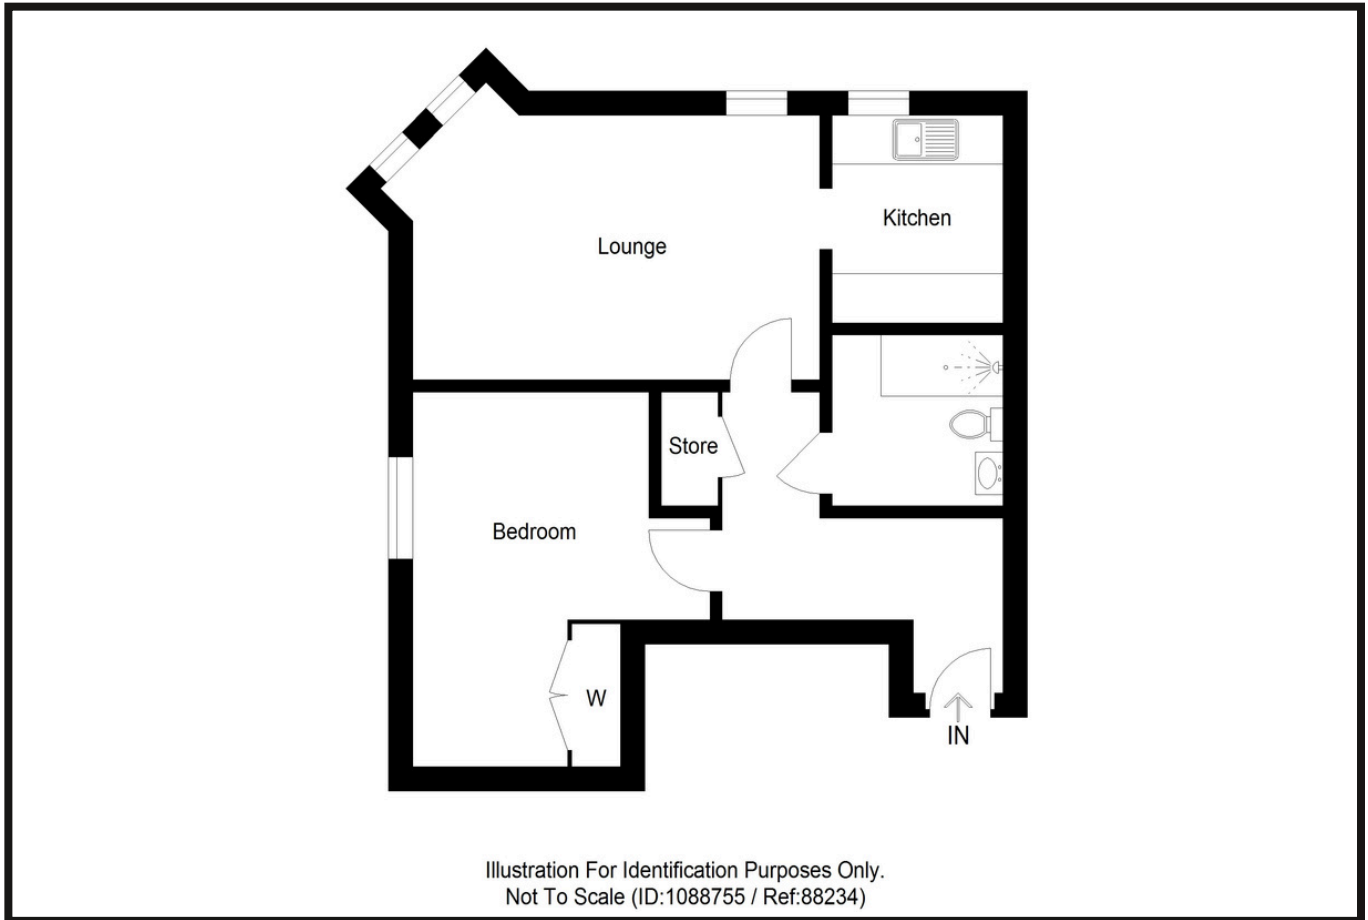 Kitchen
Lounge
Store
Bedroom
W
IN
Illustration For Identification Purposes Only.
Not To Scale (ID:1088755 / Ref:88234)